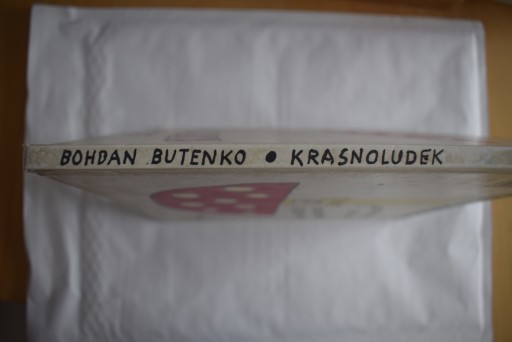 BOHDAN BUTENKO • KRASNOLUDEK